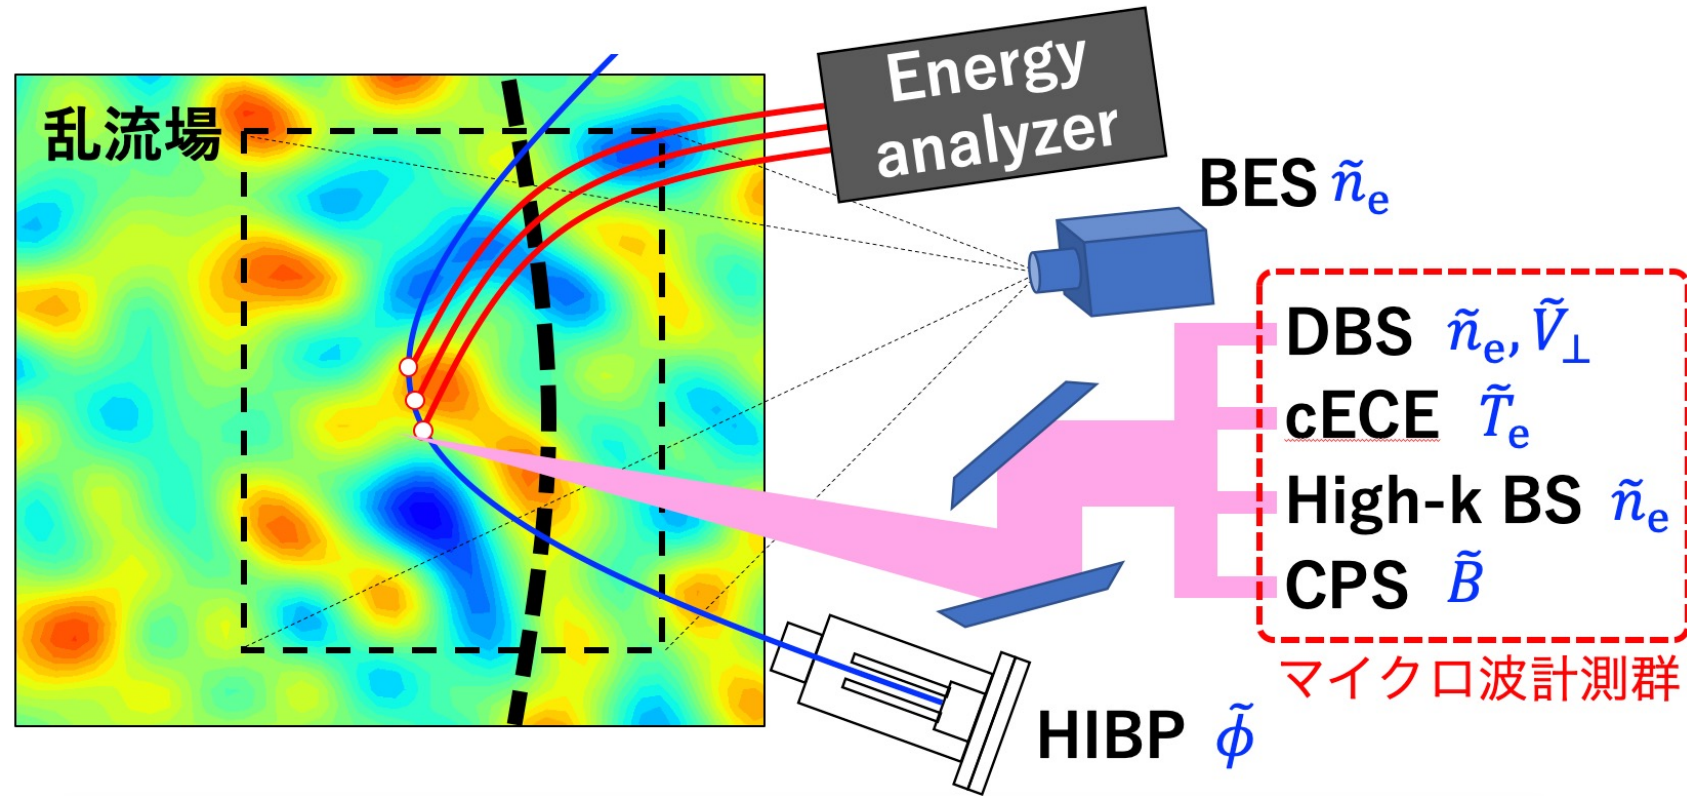 乱流場
Energy
analyzer
BES ñₑ
DBS ñₑ, Ṽ⊥
cECE T̃ₑ
High-k BS ñₑ
CPS B̃
マイクロ波計測群
HIBP ϕ̃